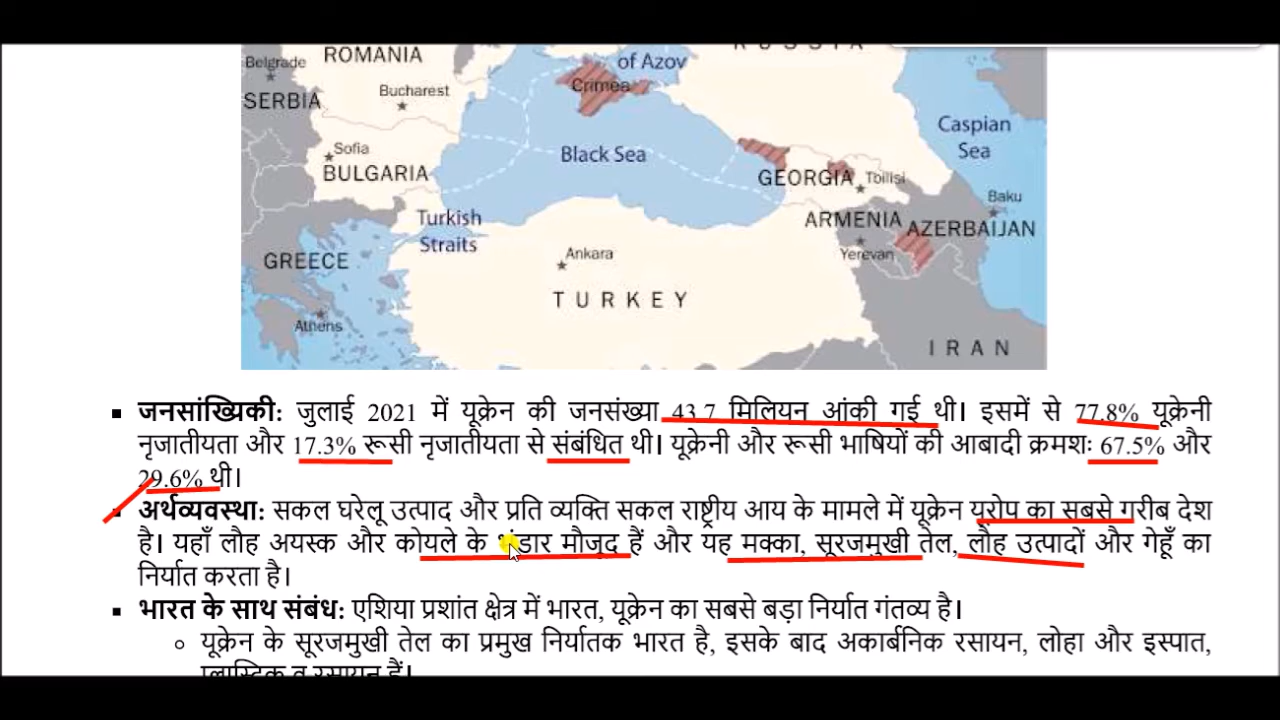 ROMANIA
Belgrade
SERBIA
Bucharest
Sofia
BULGARIA
of Azov
Crimea
Black Sea
Caspian
Sea
GEORGIA
Tbilisi
Baku
ARMENIA
AZERBAIJAN
Yerevan
Turkish
Straits
GREECE
Ankara
TURKEY
Athens
IRAN
▪ जनसांख्यिकी: जुलाई 2021 में यूक्रेन की जनसंख्या 43.7 मिलियन आंकी गई थी। इसमें से 77.8% यूक्रेनी
नृजातीयता और 17.3% रूसी नृजातीयता से संबंधित थी। यूक्रेनी और रूसी भाषियों की आबादी क्रमशः 67.5% और
29.6% थी।
▪ अर्थव्यवस्था: सकल घरेलू उत्पाद और प्रति व्यक्ति सकल राष्ट्रीय आय के मामले में यूक्रेन यूरोप का सबसे गरीब देश
है। यहाँ लौह अयस्क और कोयले के भंडार मौजूद हैं और यह मक्का, सूरजमुखी तेल, लौह उत्पादों और गेहूँ का
निर्यात करता है।
▪ भारत के साथ संबंध: एशिया प्रशांत क्षेत्र में भारत, यूक्रेन का सबसे बड़ा निर्यात गंतव्य है।
○ यूक्रेन के सूरजमुखी तेल का प्रमुख निर्यातक भारत है, इसके बाद अकार्बनिक रसायन, लोहा और इस्पात,
प्लास्टिक व रसायन हैं।